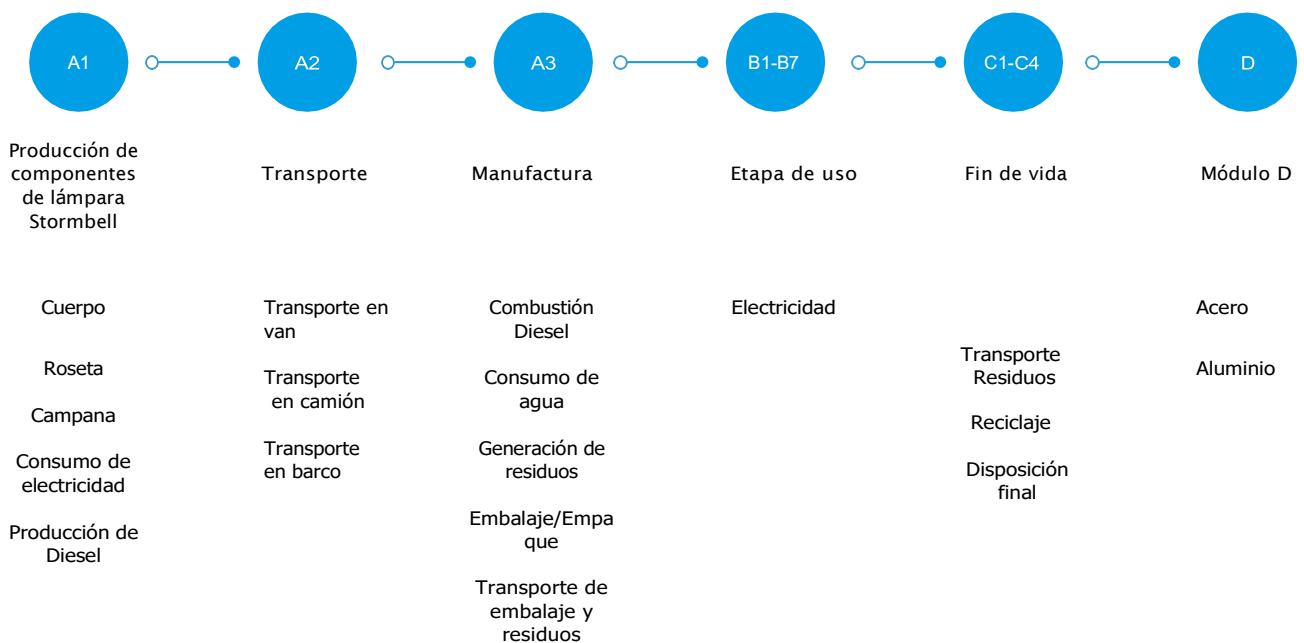 A1
A2
A3
B1-B7
C1-C4
D
Producción de
componentes
de lámpara
Stormbell
Transporte
Manufactura
Etapa de uso
Fin de vida
Módulo D
Cuerpo
Roseta
Campana
Consumo de
electricidad
Producción de
Diesel
Transporte en
van
Transporte
en camión
Transporte
en barco
Combustión
Diesel
Consumo de
agua
Generación de
residuos
Embalaje/Empa
que
Transporte de
embalaje y
residuos
Electricidad
Transporte
Residuos
Reciclaje
Disposición
final
Acero
Aluminio